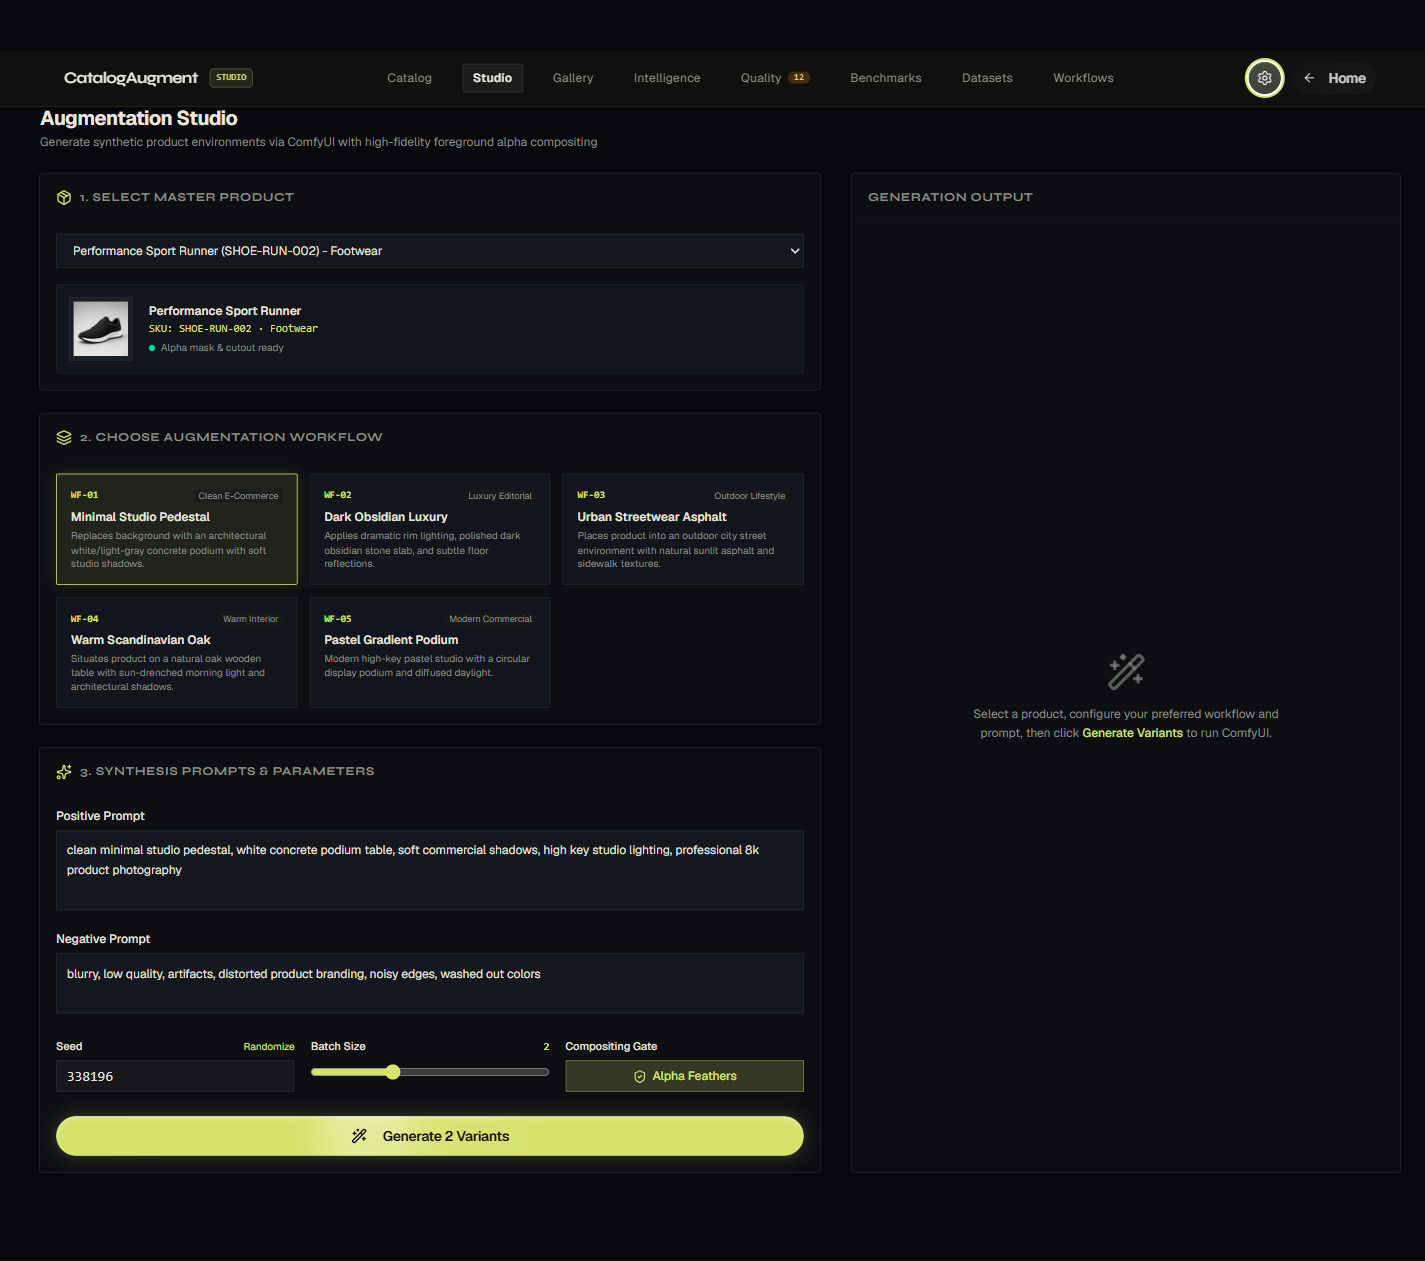 CatalogAugment STUDIO Catalog Studio Gallery Intelligence Quality 12 Benchmarks Datasets Workflows Home
Augmentation Studio
Generate synthetic product environments via ComfyUI with high-fidelity foreground alpha compositing
1. SELECT MASTER PRODUCT
Performance Sport Runner (SHOE-RUN-002) - Footwear
Performance Sport Runner
SKU: SHOE-RUN-002 · Footwear
Alpha mask & cutout ready
2. CHOOSE AUGMENTATION WORKFLOW
WF-01 Clean E-Commerce
Minimal Studio Pedestal
Replaces background with an architectural
white/light-gray concrete podium with soft
studio shadows.
WF-02 Luxury Editorial
Dark Obsidian Luxury
Applies dramatic rim lighting, polished dark
obsidian stone slab, and subtle floor
reflections.
WF-03 Outdoor Lifestyle
Urban Streetwear Asphalt
Places product into an outdoor city street
environment with natural sunlit asphalt and
sidewalk textures.
WF-04 Warm Interior
Warm Scandinavian Oak
Situates product on a natural oak wooden
table with sun-drenched morning light and
architectural shadows.
WF-05 Modern Commercial
Pastel Gradient Podium
Modern high-key pastel studio with a circular
display podium and diffused daylight.
3. SYNTHESIS PROMPTS & PARAMETERS
Positive Prompt
clean minimal studio pedestal, white concrete podium table, soft commercial shadows, high key studio lighting, professional 8k
product photography
Negative Prompt
blurry, low quality, artifacts, distorted product branding, noisy edges, washed out colors
Seed Randomize
338196
Batch Size 2
Compositing Gate
Alpha Feathers
Generate 2 Variants
GENERATION OUTPUT
Select a product, configure your preferred workflow and
prompt, then click Generate Variants to run ComfyUI.